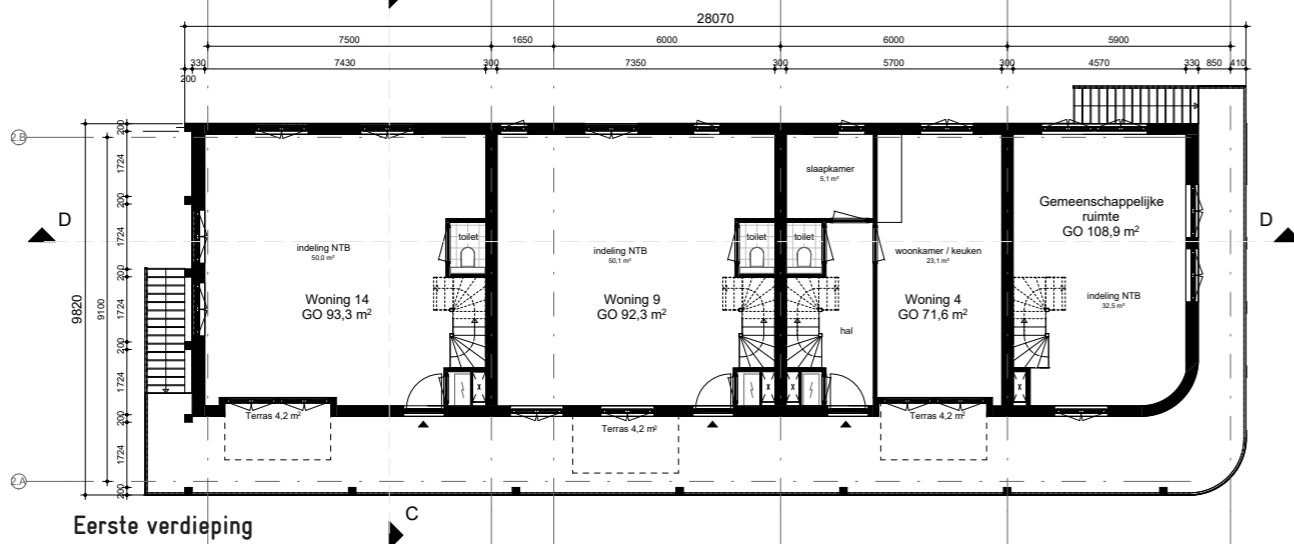 28070
7500 1650 6000 6000 5900
330 7430 300 7350 300 5700 300 4570 330 850 410
200
2.B
2.A
9820
9100
200
1724
200
1724
200
1724
200
1724
200
1724
200
D
D
slaapkamer
5,1 m²
Gemeenschappelijke
ruimte
GO 108,9 m²
toilet
toilet
toilet
indeling NTB
50,0 m²
indeling NTB
50,1 m²
woonkamer / keuken
23,1 m²
indeling NTB
32,5 m²
Woning 14
GO 93,3 m²
Woning 9
GO 92,3 m²
Woning 4
GO 71,6 m²
hal
Terras 4,2 m²
Terras 4,2 m²
Terras 4,2 m²
C
Eerste verdieping